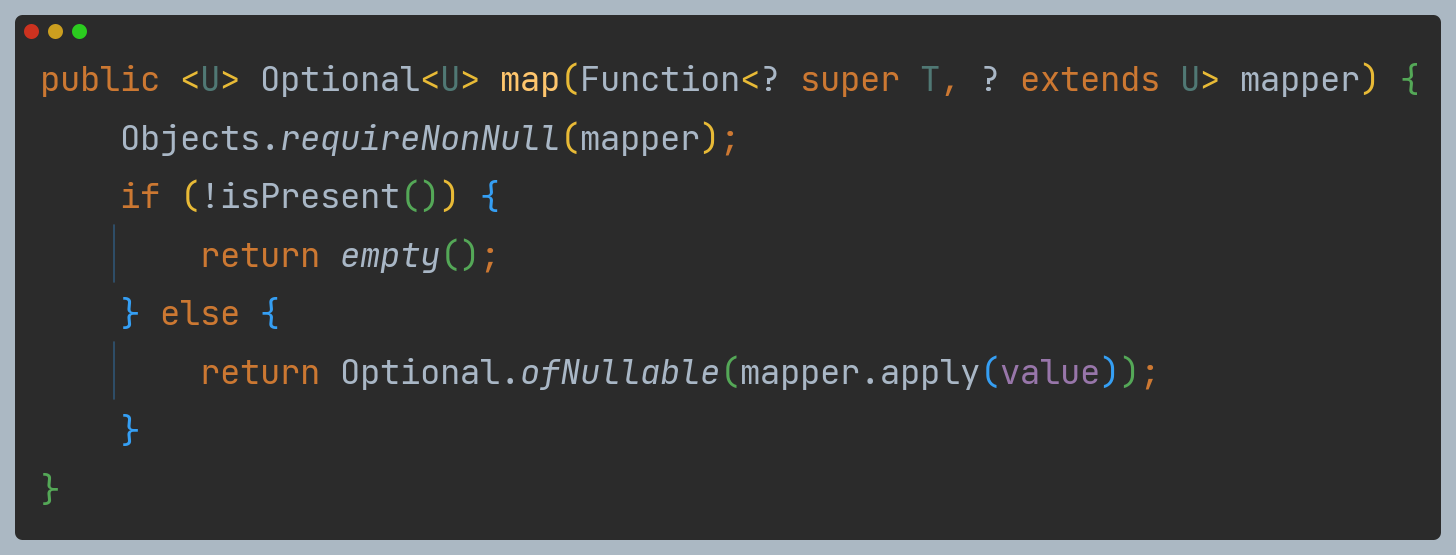 public <U> Optional<U> map(Function<? super T, ? extends U> mapper) {
    Objects.requireNonNull(mapper);
    if (!isPresent()) {
        return empty();
    } else {
        return Optional.ofNullable(mapper.apply(value));
    }
}